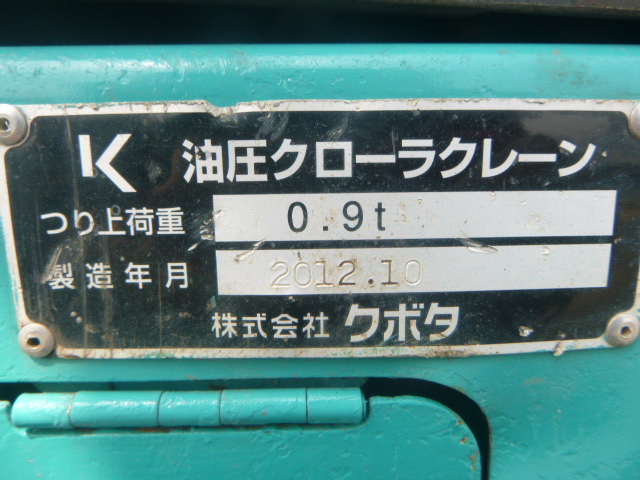 K 油圧クローラクレーン
つり上荷重 0.9t
製造年月 2012.10
株式会社 クボタ